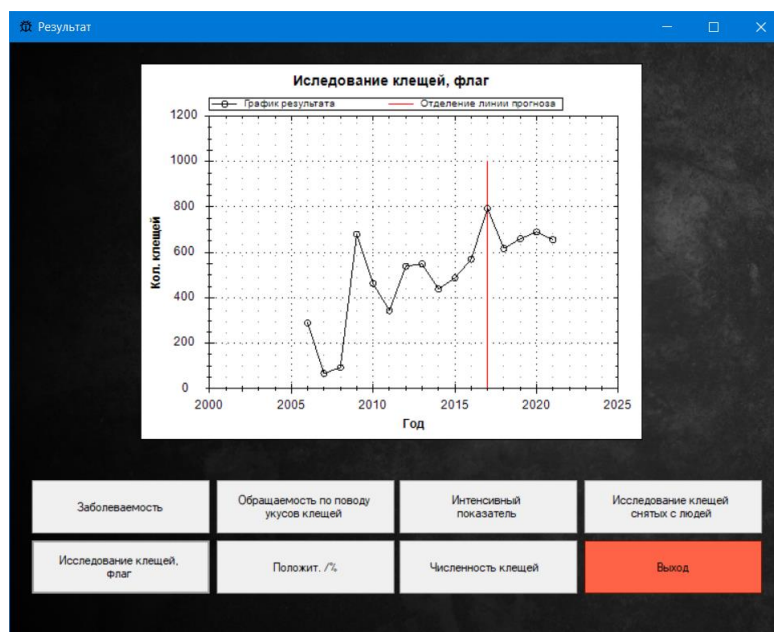 Результат
Иследование клещей, флаг
График результата Отделение линии прогноза
1200
1000
800
600
400
200
0
Кол. клещей
2000 2005 2010 2015 2020 2025
Год
Заболеваемость
Обращаемость по поводу
укусов клещей
Интенсивный
показатель
Исследование клещей
снятых с людей
Исследование клещей,
флаг
Положит. /%
Численность клещей
Выход